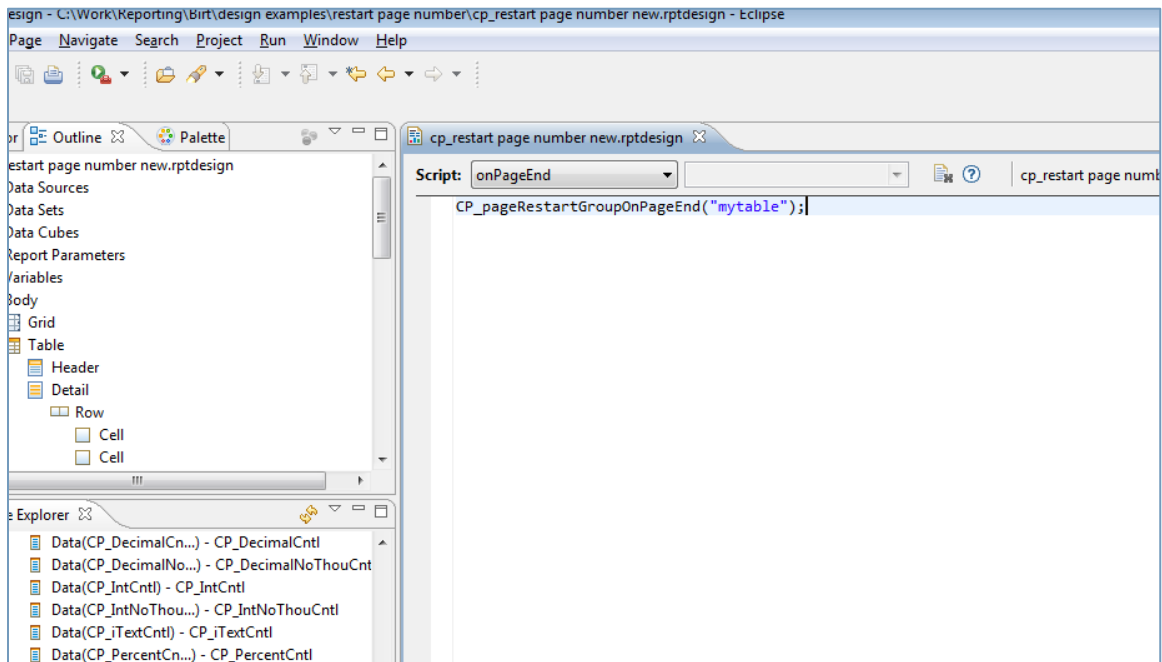 esign - C:\Work\Reporting\Birt\design examples\restart page number\cp_restart page number new.rptdesign - Eclipse
Page Navigate Search Project Run Window Help
or Outline Palette
estart page number new.rptdesign
Data Sources
Data Sets
Data Cubes
Report Parameters
Variables
Body
Grid
Table
Header
Detail
Row
Cell
Cell
e Explorer
Data(CP_DecimalCn...) - CP_DecimalCntl
Data(CP_DecimalNo...) - CP_DecimalNoThouCnt
Data(CP_IntCntl) - CP_IntCntl
Data(CP_IntNoThou...) - CP_IntNoThouCntl
Data(CP_iTextCntl) - CP_iTextCntl
Data(CP_PercentCn...) - CP_PercentCntl
cp_restart page number new.rptdesign
Script: onPageEnd cp_restart page numb
CP_pageRestartGroupOnPageEnd("mytable");